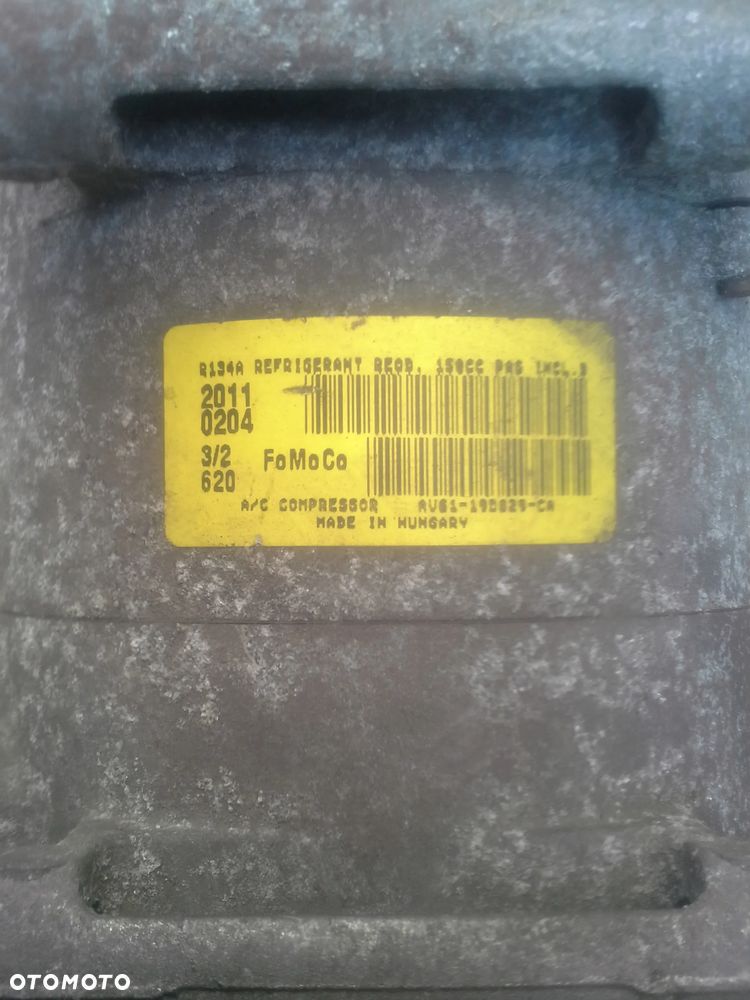 R134A REFRIGERANT REQD. 150CC PAG INCL.
2011
0204
3/2
620
FoMoCo
A/C COMPRESSOR AV61-19D629-CA
MADE IN HUNGARY
OTOMOTO